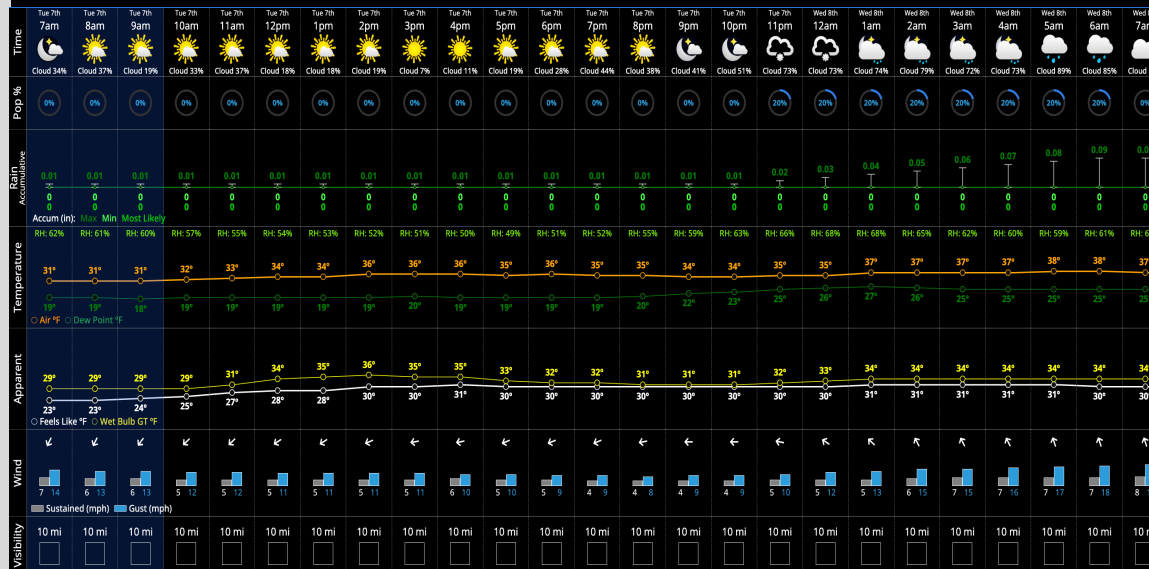 Time
Tue 7th Tue 7th Tue 7th Tue 7th Tue 7th Tue 7th Tue 7th Tue 7th Tue 7th Tue 7th Tue 7th Tue 7th Tue 7th Tue 7th Tue 7th Tue 7th Tue 7th Wed 8th Wed 8th Wed 8th Wed 8th Wed 8th Wed 8th Wed 8th Wed 8
7am 8am 9am 10am 11am 12pm 1pm 2pm 3pm 4pm 5pm 6pm 7pm 8pm 9pm 10pm 11pm 12am 1am 2am 3am 4am 5am 6am 7a
Cloud 34% Cloud 37% Cloud 19% Cloud 33% Cloud 37% Cloud 18% Cloud 18% Cloud 19% Cloud 7% Cloud 11% Cloud 19% Cloud 28% Cloud 44% Cloud 38% Cloud 41% Cloud 51% Cloud 73% Cloud 73% Cloud 74% Cloud 79% Cloud 72% Cloud 73% Cloud 89% Cloud 85% Cloud
Pop %
0% 0% 0% 0% 0% 0% 0% 0% 0% 0% 0% 0% 0% 0% 0% 0% 20% 20% 20% 20% 20% 20% 20% 20% 20%
Rain
Accumulative
0.01 0.01 0.01 0.01 0.01 0.01 0.01 0.01 0.01 0.01 0.01 0.01 0.01 0.01 0.01 0.01 0.02 0.03 0.04 0.05 0.06 0.07 0.08 0.09 0.0
0 0 0 0 0 0 0 0 0 0 0 0 0 0 0 0 0 0 0 0 0 0 0 0 0
0 0 0 0 0 0 0 0 0 0 0 0 0 0 0 0 0 0 0 0 0 0 0 0 0
Accum (in): Max Min Most Likely
Temperature
RH: 62% RH: 61% RH: 60% RH: 57% RH: 55% RH: 54% RH: 53% RH: 52% RH: 51% RH: 50% RH: 49% RH: 51% RH: 52% RH: 55% RH: 59% RH: 63% RH: 66% RH: 68% RH: 68% RH: 65% RH: 62% RH: 60% RH: 59% RH: 61% RH: 6
31° 31° 31° 32° 33° 34° 34° 36° 36° 36° 35° 36° 35° 35° 34° 34° 35° 35° 37° 37° 37° 37° 38° 38° 37
19° 19° 18° 19° 19° 19° 19° 19° 20° 19° 19° 19° 19° 20° 22° 23° 25° 26° 27° 26° 25° 25° 25° 25° 25
Air °F Dew Point °F
Apparent
29° 29° 29° 29° 31° 34° 35° 36° 35° 35° 33° 32° 32° 31° 31° 31° 32° 33° 34° 34° 34° 34° 34° 34° 34
23° 23° 24° 25° 27° 28° 28° 30° 30° 31° 30° 30° 30° 30° 30° 30° 30° 30° 31° 31° 31° 31° 31° 30° 30
Feels Like °F Wet Bulb GT °F
Wind
7 14 6 13 6 13 5 12 5 12 5 11 5 11 5 11 5 11 6 10 5 10 5 9 4 9 4 8 4 9 4 9 5 10 5 12 5 13 6 15 7 15 7 16 7 17 7 18 8 1
Sustained (mph) Gust (mph)
Visibility
10 mi 10 mi 10 mi 10 mi 10 mi 10 mi 10 mi 10 mi 10 mi 10 mi 10 mi 10 mi 10 mi 10 mi 10 mi 10 mi 10 mi 10 mi 10 mi 10 mi 10 mi 10 mi 10 mi 10 mi 10 m